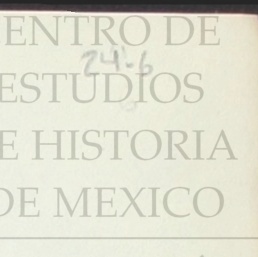 ENTRO DE
24-6
ESTUDIOS
E HISTORIA
DE MEXICO